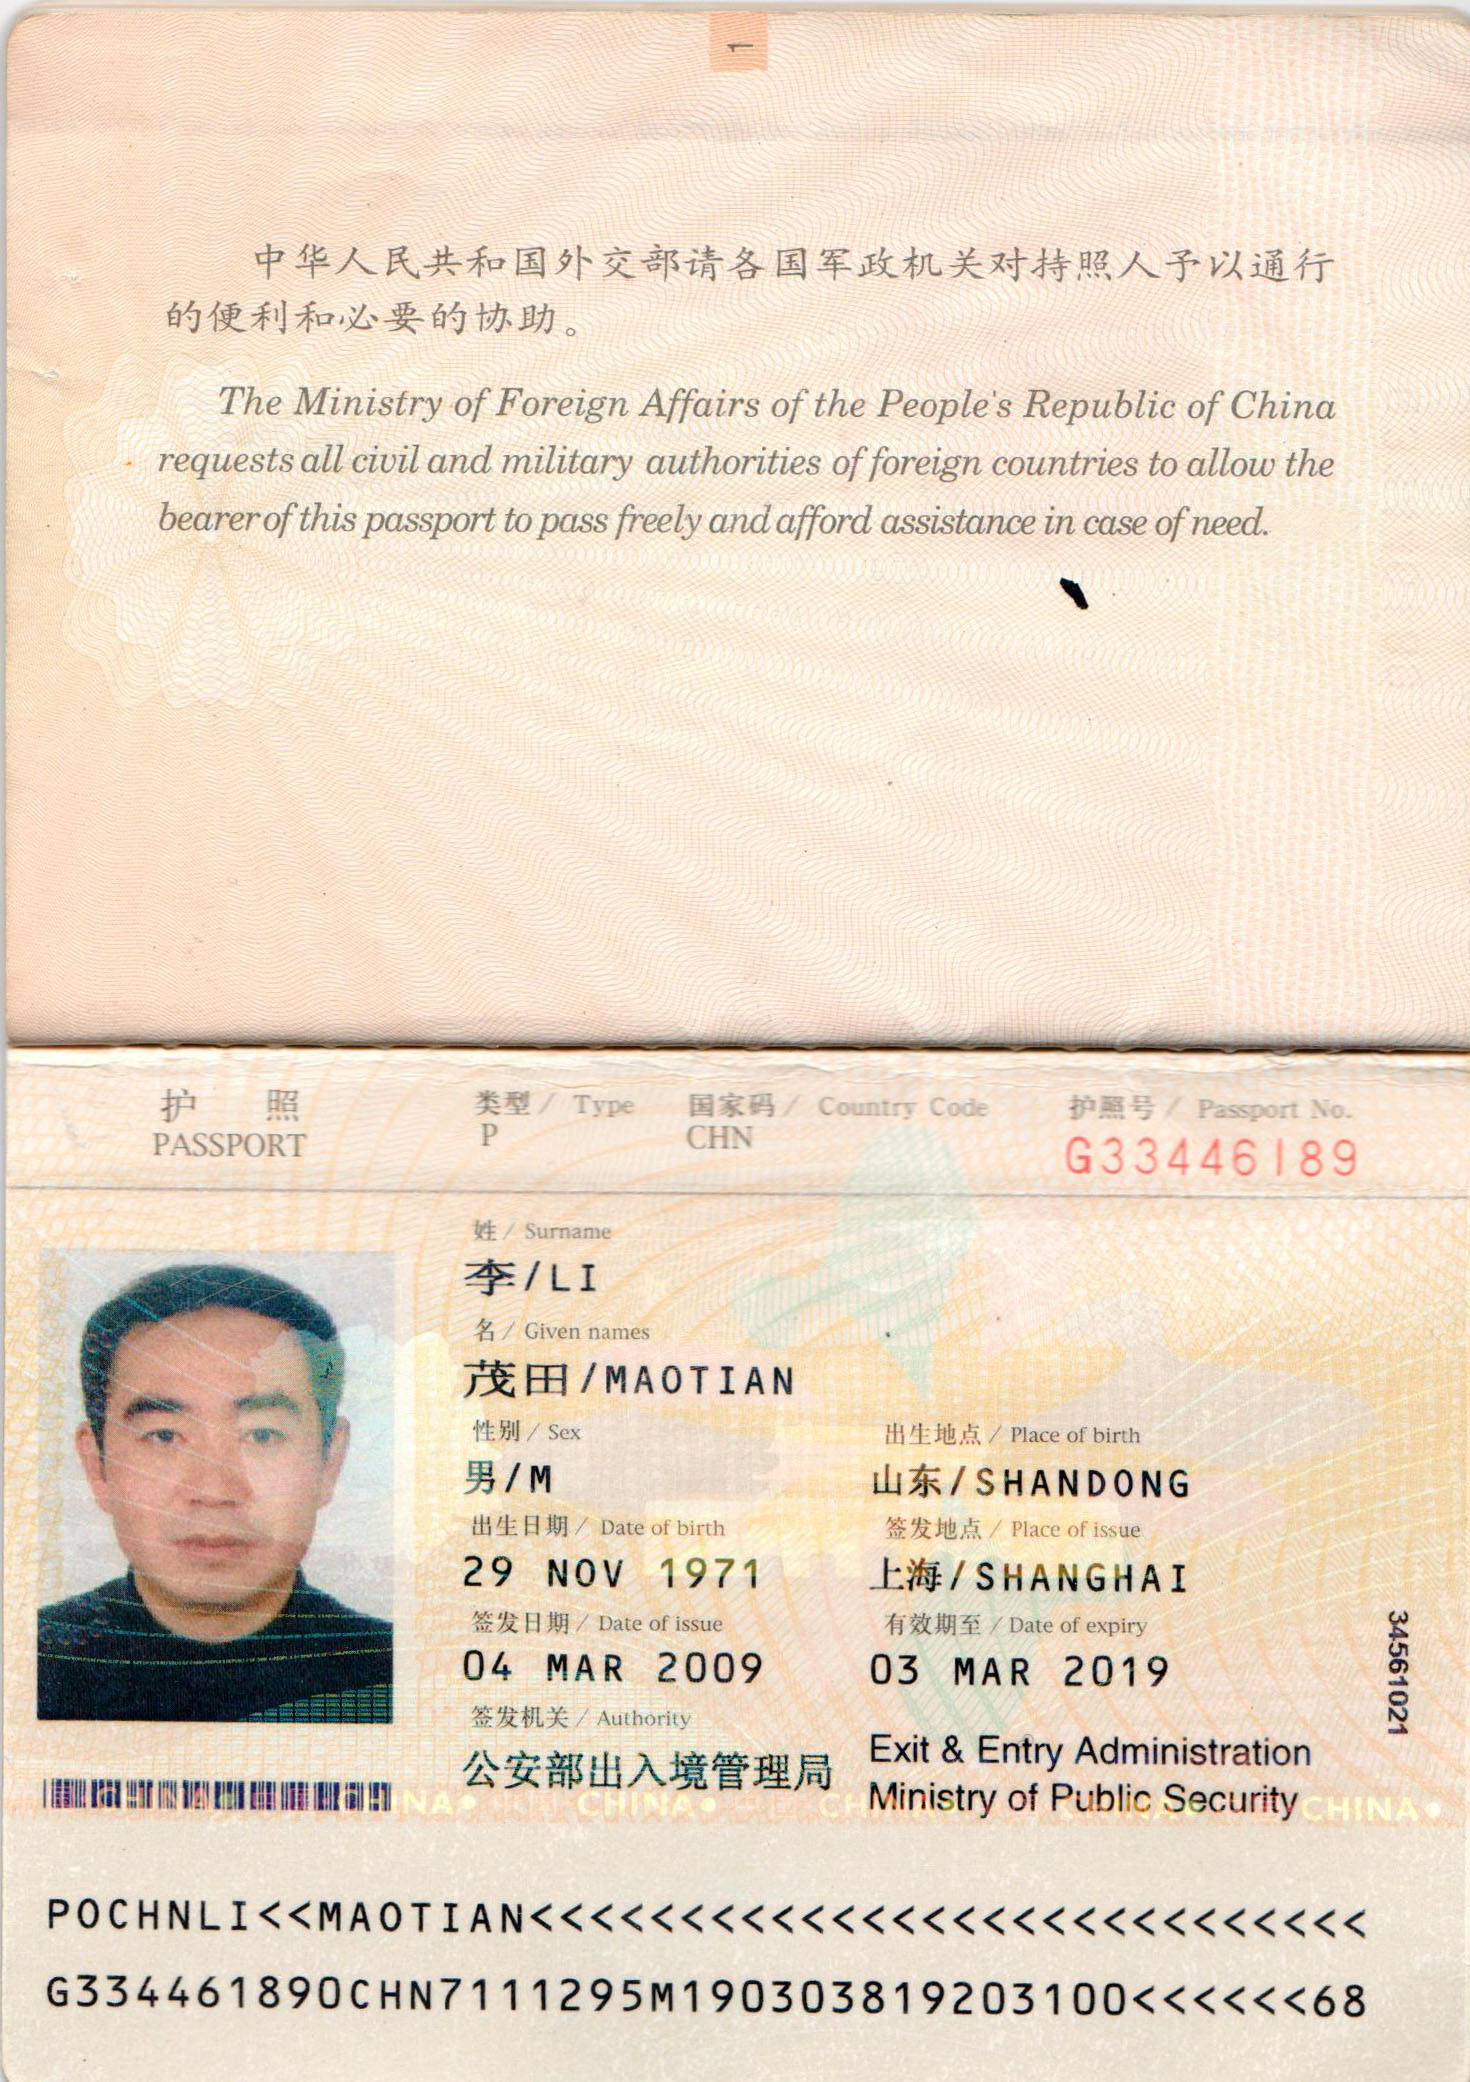 1
中华人民共和国外交部请各国军政机关对持照人予以通行
的便利和必要的协助。
The Ministry of Foreign Affairs of the People's Republic of China
requests all civil and military authorities of foreign countries to allow the
bearer of this passport to pass freely and afford assistance in case of need.
护 照
PASSPORT
类型 / Type
P
国家码 / Country Code
CHN
护照号 / Passport No.
G33446189
姓 / Surname
李/LI
名 / Given names
茂田/MAOTIAN
性别 / Sex
男/M
出生地点 / Place of birth
山东/SHANDONG
出生日期 / Date of birth
29 NOV 1971
签发地点 / Place of issue
上海/SHANGHAI
签发日期 / Date of issue
04 MAR 2009
有效期至 / Date of expiry
03 MAR 2019
签发机关 / Authority
公安部出入境管理局
Exit & Entry Administration
Ministry of Public Security
34561021
CHINA
CHINA
POCHNLI<<MAOTIAN<<<<<<<<<<<<<<<<<<<<<<<<<<<<
G334461890CHN7111295M190303819203100<<<<<<68